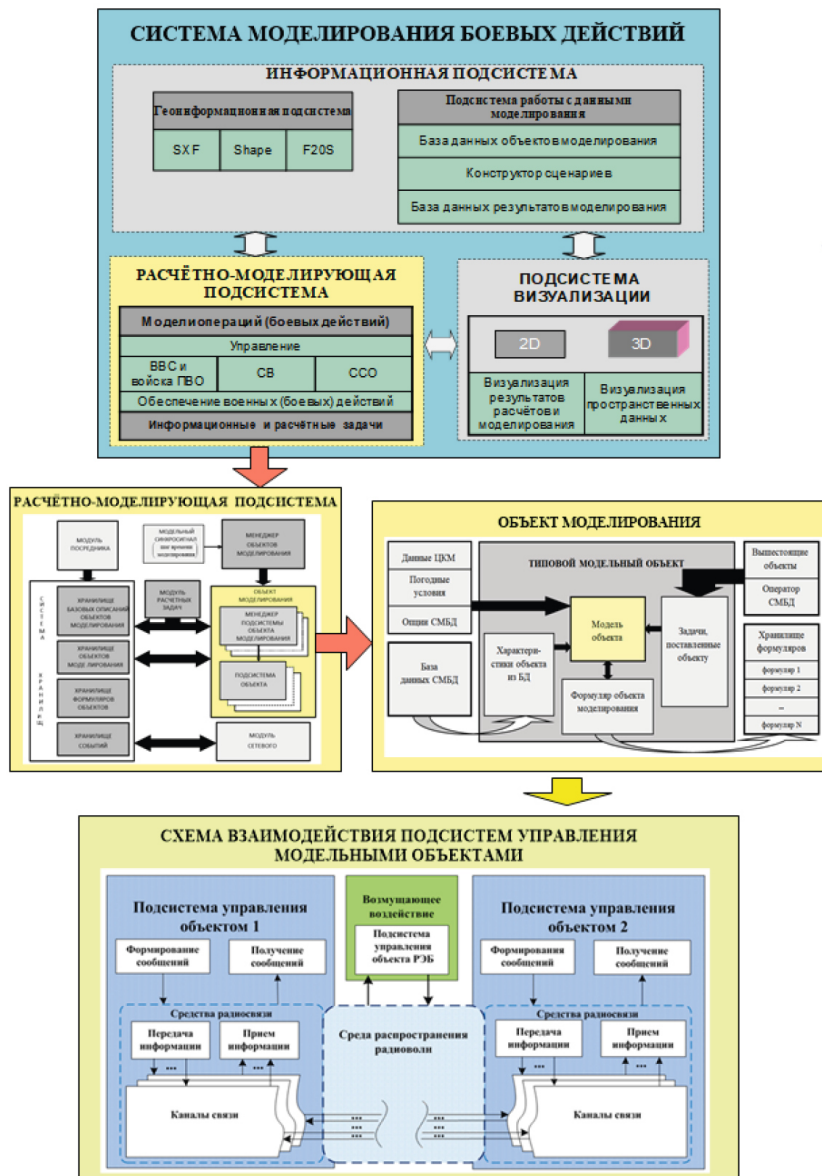 СИСТЕМА МОДЕЛИРОВАНИЯ БОЕВЫХ ДЕЙСТВИЙ
ИНФОРМАЦИОННАЯ ПОДСИСТЕМА
Геоинформационная подсистема
SXF
Shape
F20S
Подсистема работы с данными
моделирования
База данных объектов моделирования
Конструктор сценариев
База данных результатов моделирования
РАСЧЁТНО-МОДЕЛИРУЮЩАЯ
ПОДСИСТЕМА
Модели операций (боевых действий)
Управление
ВВС и
войска ПВО
СВ
ССО
Обеспечение военных (боевых) действий
Информационные и расчётные задачи
ПОДСИСТЕМА
ВИЗУАЛИЗАЦИИ
2D
3D
Визуализация
результатов
расчётов и
моделирования
Визуализация
пространственных
данных
РАСЧЁТНО-МОДЕЛИРУЮЩАЯ ПОДСИСТЕМА
МОДУЛЬ
ПОСРЕДНИКА
МОДЕЛЬНЫЙ
СИНХРОСИГНАЛ
моделирования
МЕНЕДЖЕР
ОБЪЕКТОВ
МОДЕЛИРОВАНИЯ
СИСТЕМА ХРАНИЛИЩ
ХРАНИЛИЩЕ
БАЗОВЫХ ОПИСАНИЙ
ОБЪЕКТОВ
МОДЕЛИРОВАНИЯ
МОДУЛЬ
РАСЧЕТНЫХ
ЗАДАЧ
ОБЪЕКТ
МОДЕЛИРОВАНИЯ
МЕНЕДЖЕР
ПОДСИСТЕМЫ
ОБЪЕКТА
МОДЕЛИРОВАНИЯ
ХРАНИЛИЩЕ
ОБЪЕКТОВ
МОДЕЛИРОВАНИЯ
ПОДСИСТЕМА
ОБЪЕКТА
ХРАНИЛИЩЕ
ФОРМУЛЯРОВ
ОБЪЕКТОВ
ХРАНИЛИЩЕ
СОБЫТИЙ
МОДУЛЬ
СЕТЕВОГО
ОБЪЕКТ МОДЕЛИРОВАНИЯ
Данные ЦКМ
Погодные
условия
Опции СМБД
База
данных СМБД
ТИПОВОЙ МОДЕЛЬНЫЙ ОБЪЕКТ
Характери-
стики объекта
из БД
Модель
объекта
Формуляр объекта
моделирования
Задачи,
поставленные
объекту
Вышестоящие
объекты
Оператор
СМБД
Хранилище
формуляров
формуляр 1
формуляр 2
...
формуляр N
СХЕМА ВЗАИМОДЕЙСТВИЯ ПОДСИСТЕМ УПРАВЛЕНИЯ
МОДЕЛЬНЫМИ ОБЪЕКТАМИ
Подсистема управления
объектом 1
Формирование
сообщений
Получение
сообщений
Средства радиосвязи
Передача
информации
Прием
информации
...
...
Каналы связи
Возмущающее
воздействие
Подсистема
управления
объекта РЭБ
Среда распространения
радиоволн
...
...
...
...
Подсистема управления
объектом 2
Формирования
сообщений
Получение
сообщений
Средства радиосвязи
Передача
информации
Прием
информации
...
...
Каналы связи